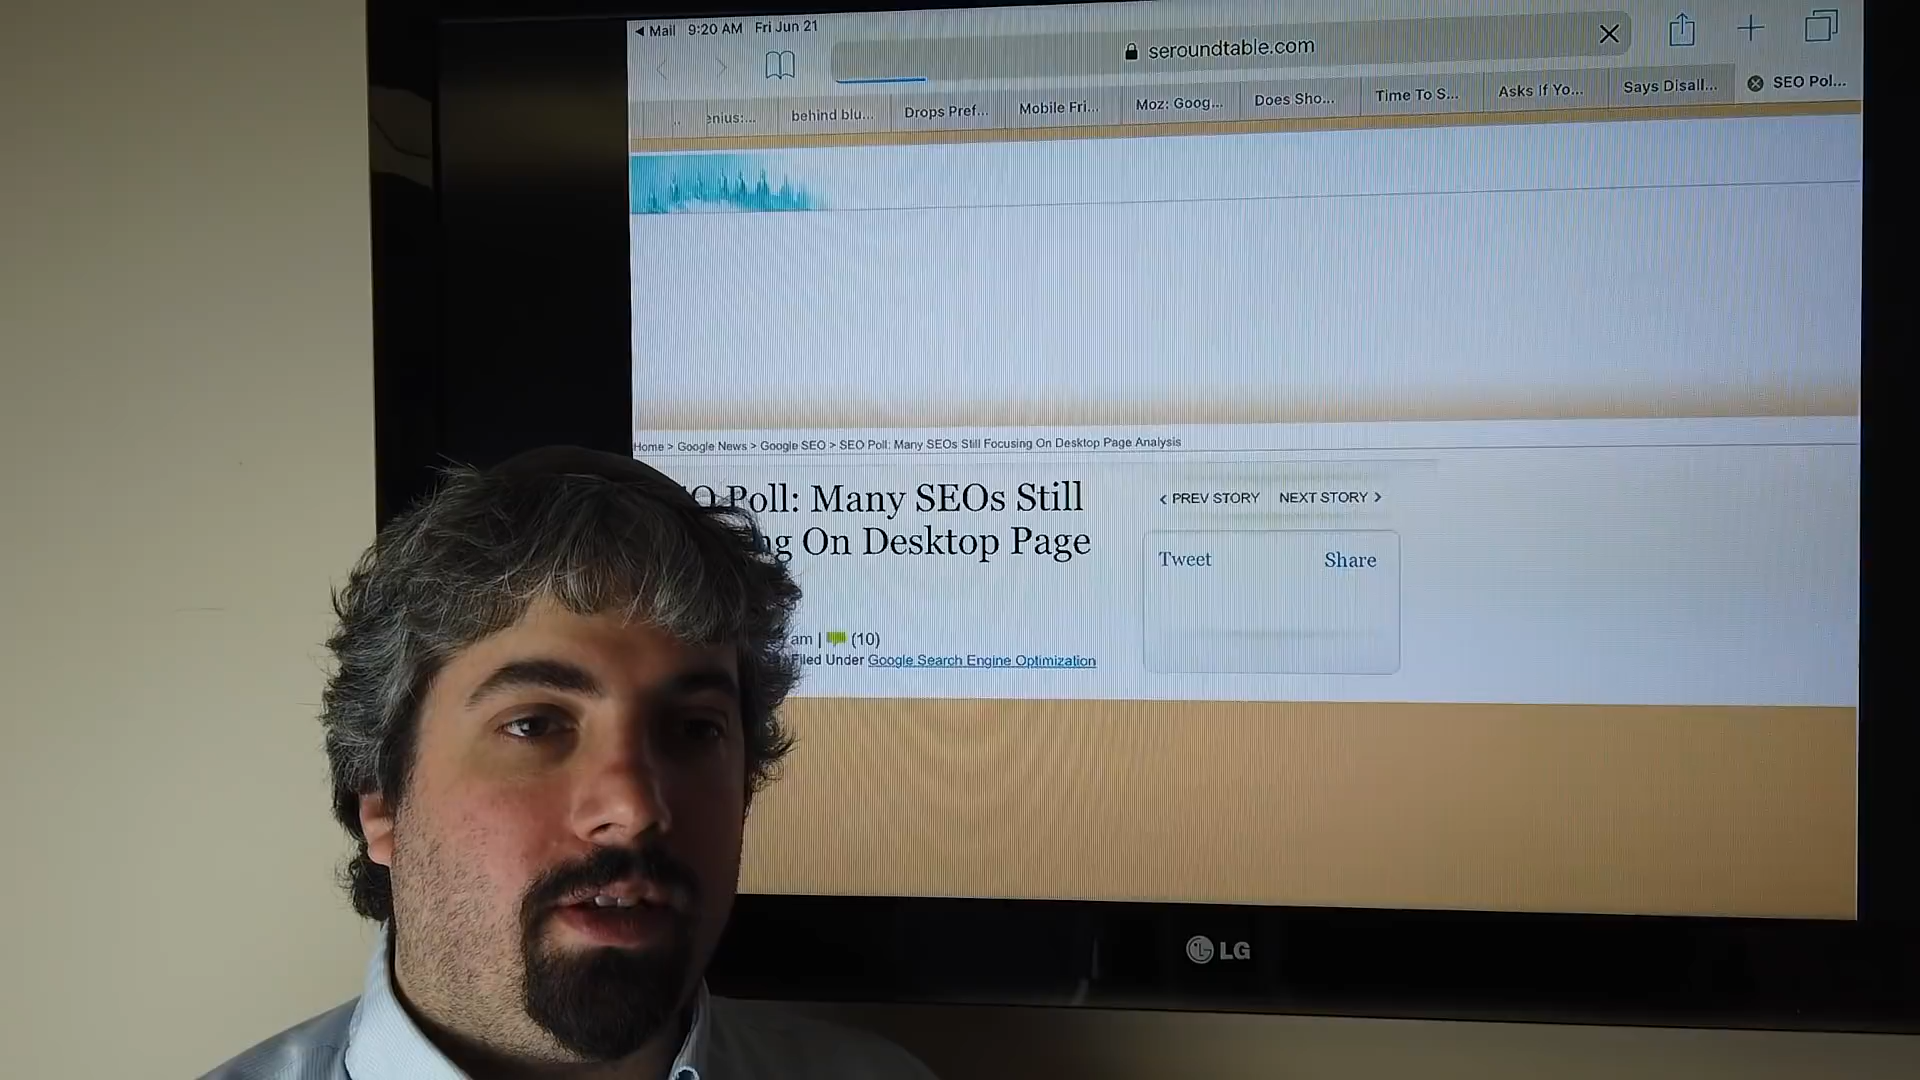 Mail 9:20 AM Fri Jun 21
seroundtable.com
enius:... behind blu... Drops Pref... Mobile Fri... Moz: Goog... Does Sho... Time To S... Asks If Yo... Says Disall... SEO Pol...
Home > Google News > Google SEO > SEO Poll: Many SEOs Still Focusing On Desktop Page Analysis
O Poll: Many SEOs Still
ng On Desktop Page
< PREV STORY NEXT STORY >
Tweet Share
am | (10)
Filed Under Google Search Engine Optimization
LG